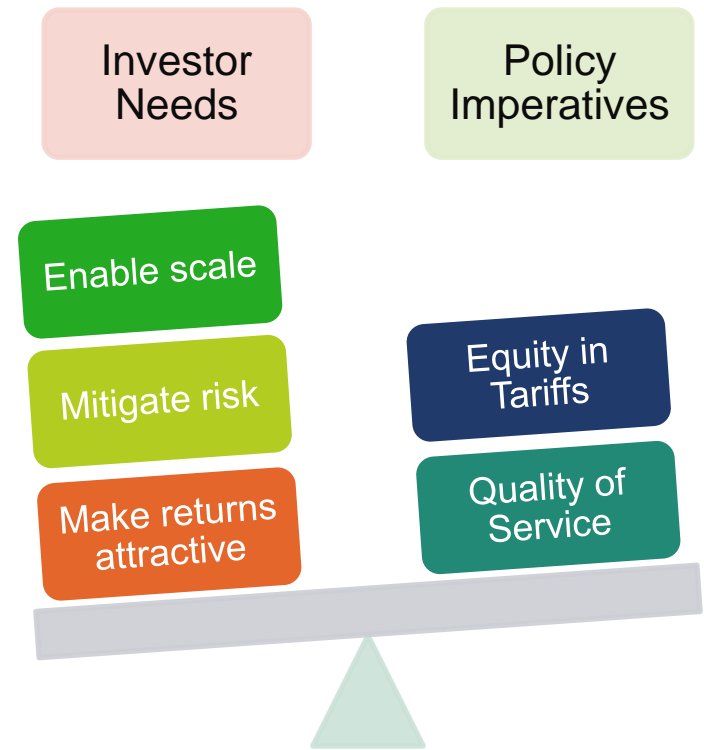 Investor
Needs
Policy
Imperatives
Enable scale
Mitigate risk
Make returns
attractive
Equity in
Tariffs
Quality of
Service